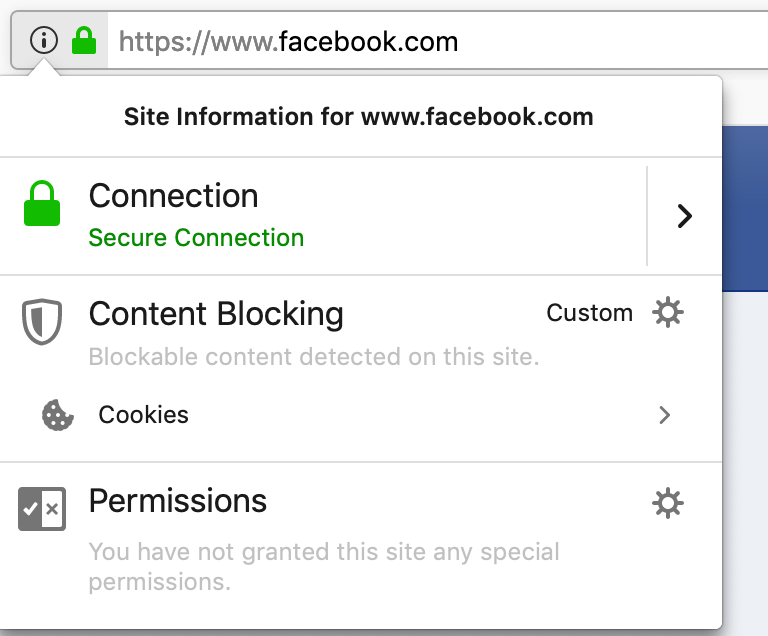 https://www.facebook.com
Site Information for www.facebook.com
Connection
Secure Connection
Content Blocking
Custom
Blockable content detected on this site.
Cookies
Permissions
You have not granted this site any special
permissions.